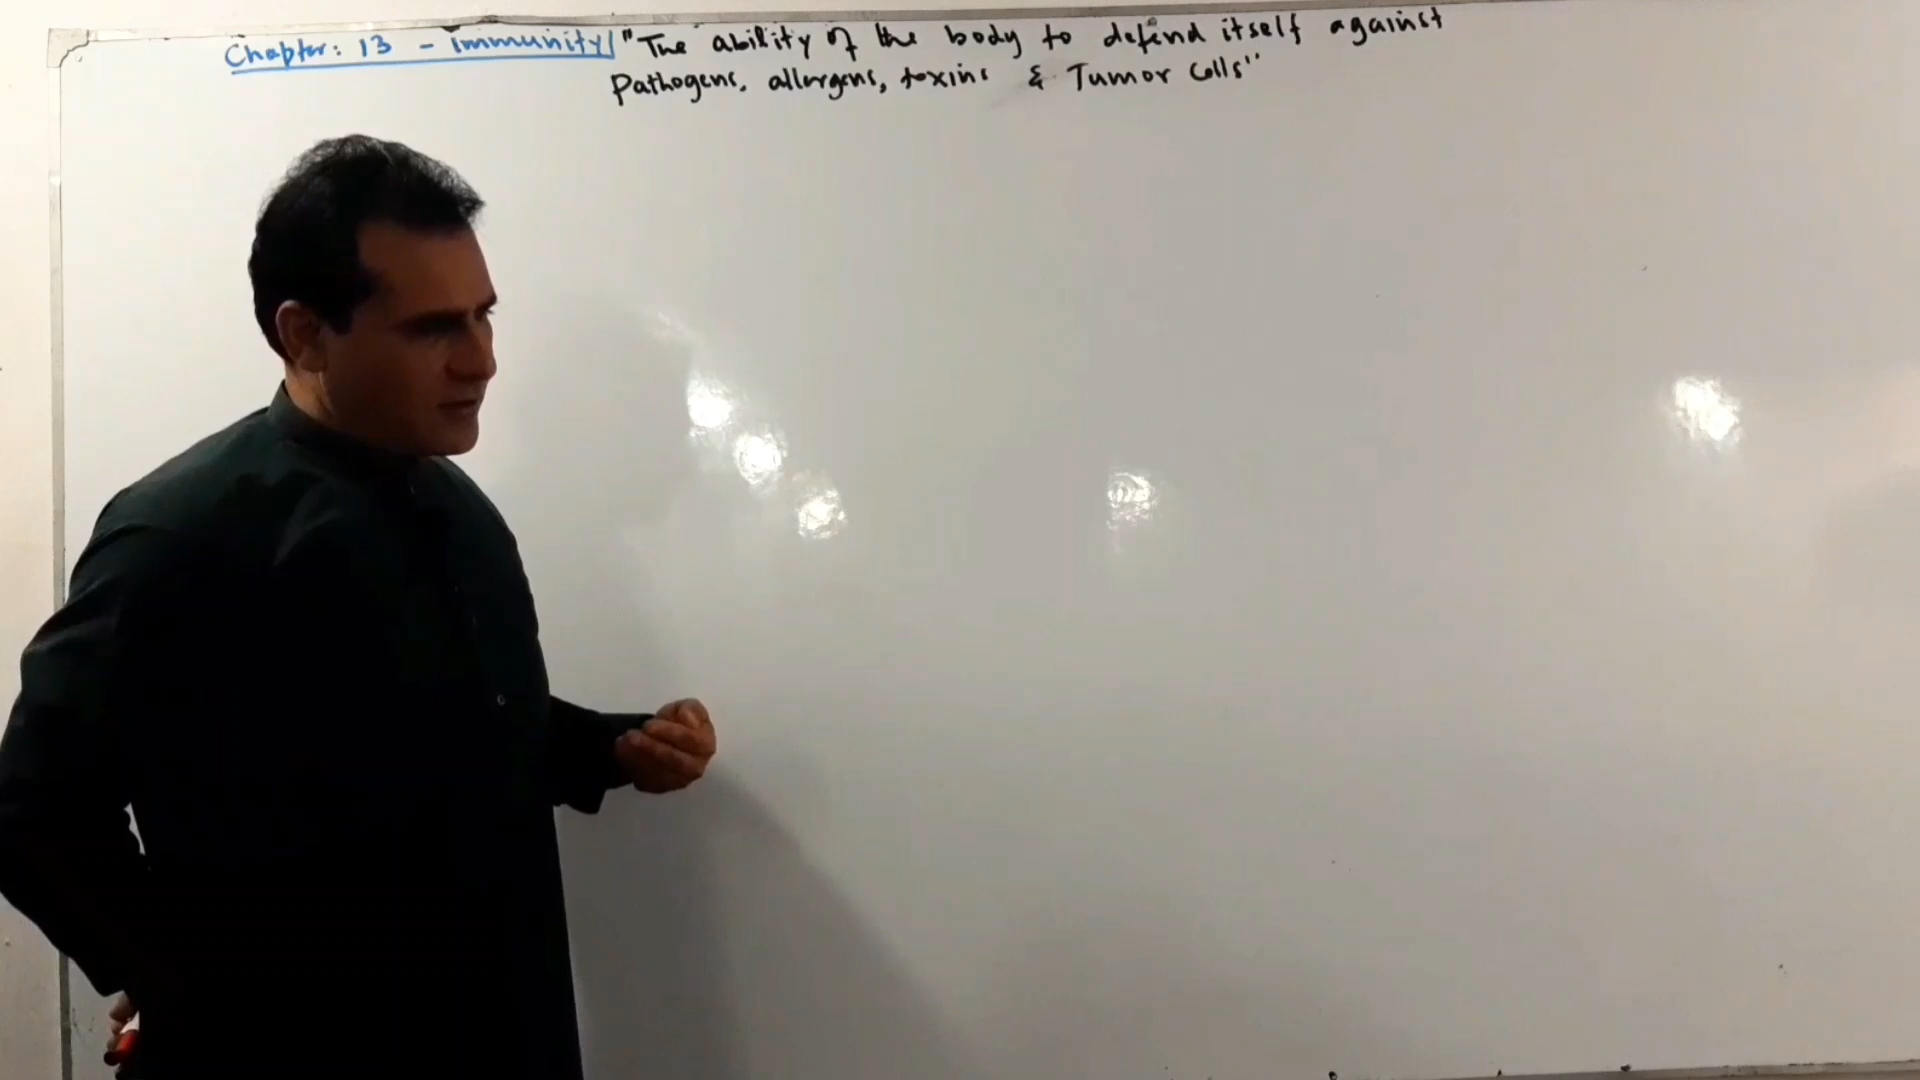 Chapter: 13 - immunity "The ability of the body to defend itself against
Pathogens, allergens, toxins & Tumor Cells"